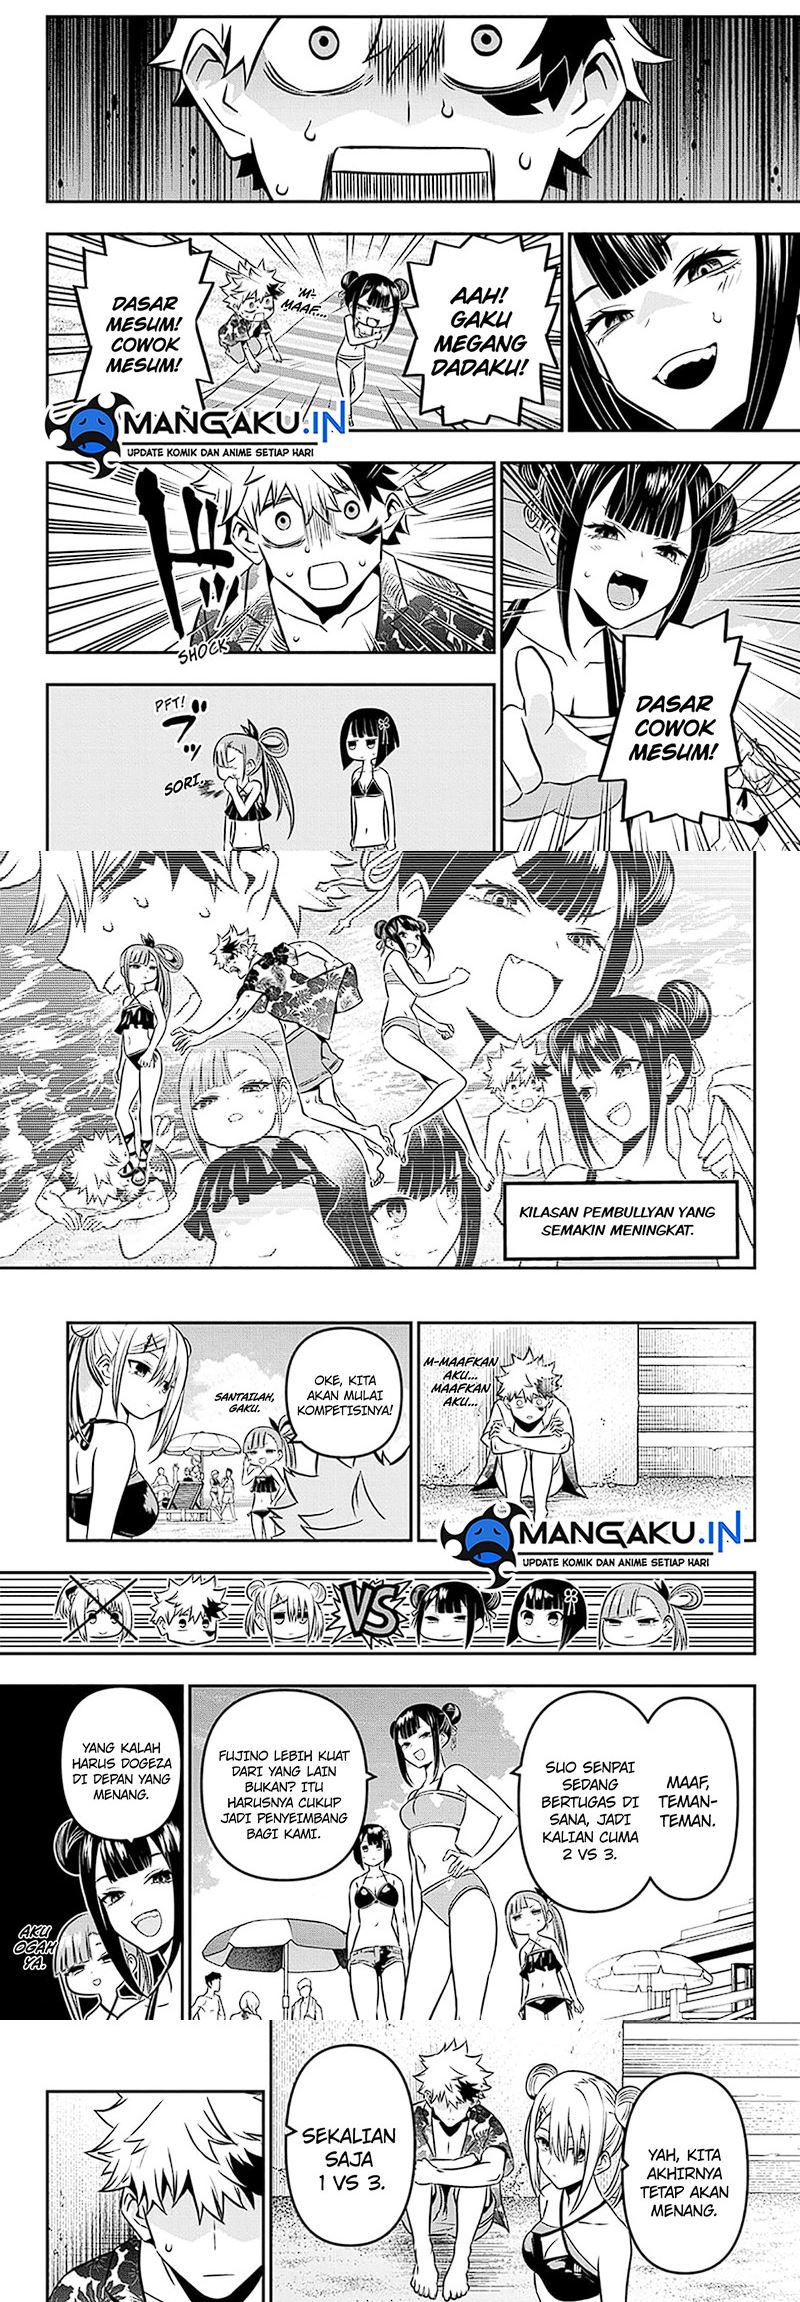 AAH!
GAKU
MEGANG
DADAKU!
"M-
MAAF...
DASAR
MESUM!
COWOK
MESUM!
MANGAKU.IN
UPDATE KOMIK DAN ANIME SETIAP HARI
SHOCK
DASAR
COWOK
MESUM!
PFT!
ブッ
SORI..
KILASAN PEMBULLYAN YANG
SEMAKIN MENINGKAT.
M-MAAFKAN
AKU...
MAAFKAN
AKU...
OKE, KITA
AKAN MULAI
KOMPETISINYA!
SANTAILAH,
GAKU.
MANGAKU.IN
UPDATE KOMIK DAN ANIME SETIAP HARI
VS
MAAF,
TEMAN-
TEMAN.
SUO SENPAI
SEDANG
BERTUGAS DI
SANA, JADI
KALIAN CUMA
2 VS 3.
FUJINO LEBIH KUAT
DARI YANG LAIN
BUKAN? ITU
HARUSNYA CUKUP
JADI PENYEIMBANG
BAGI KAMI.
YANG KALAH
HARUS DOGEZA
DI DEPAN YANG
MENANG.
AKU
OGAH
YA.
YAH, KITA
AKHIRNYA
TETAP AKAN
MENANG.
SEKALIAN
SAJA
1 VS 3.